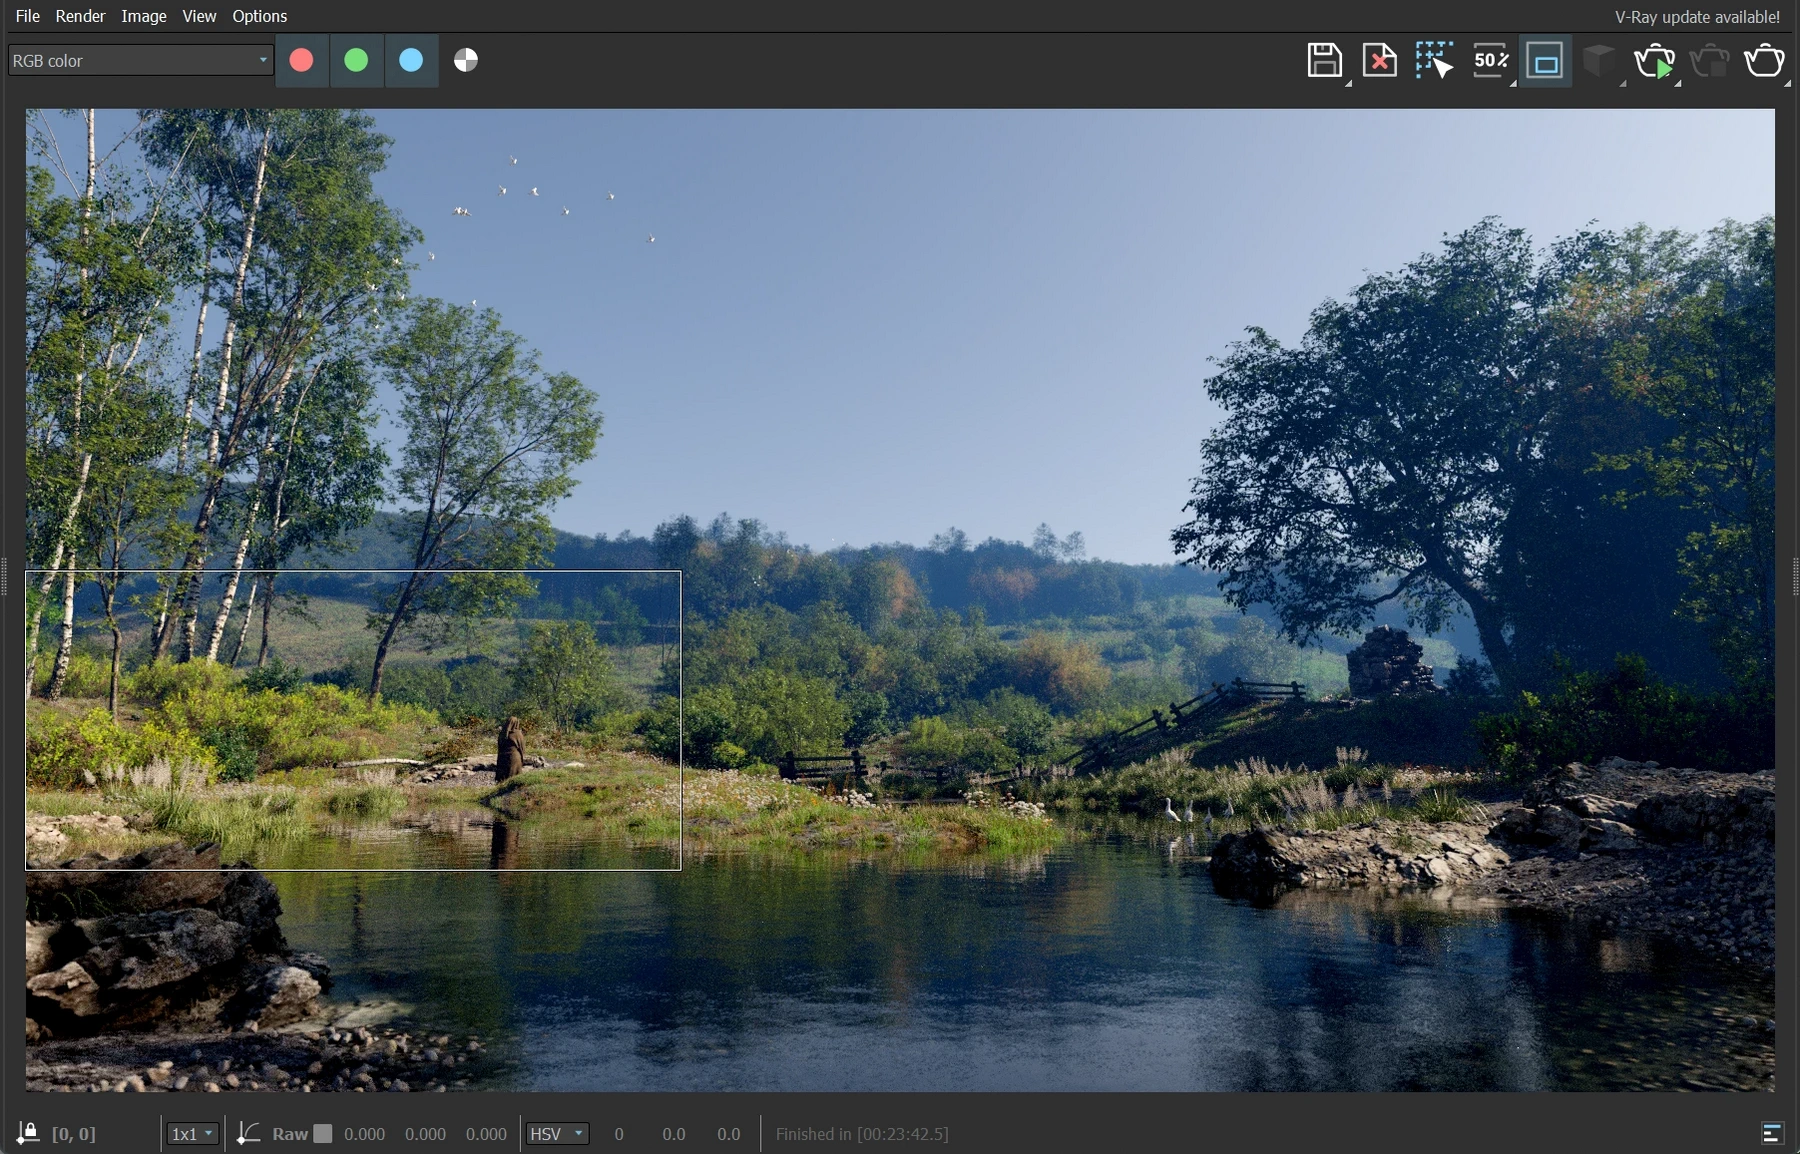 File Render Image View Options V-Ray update available!
RGB color 50%
[0, 0] 1x1 Raw 0.000 0.000 0.000 HSV 0 0.0 0.0 Finished in [00:23:42.5]